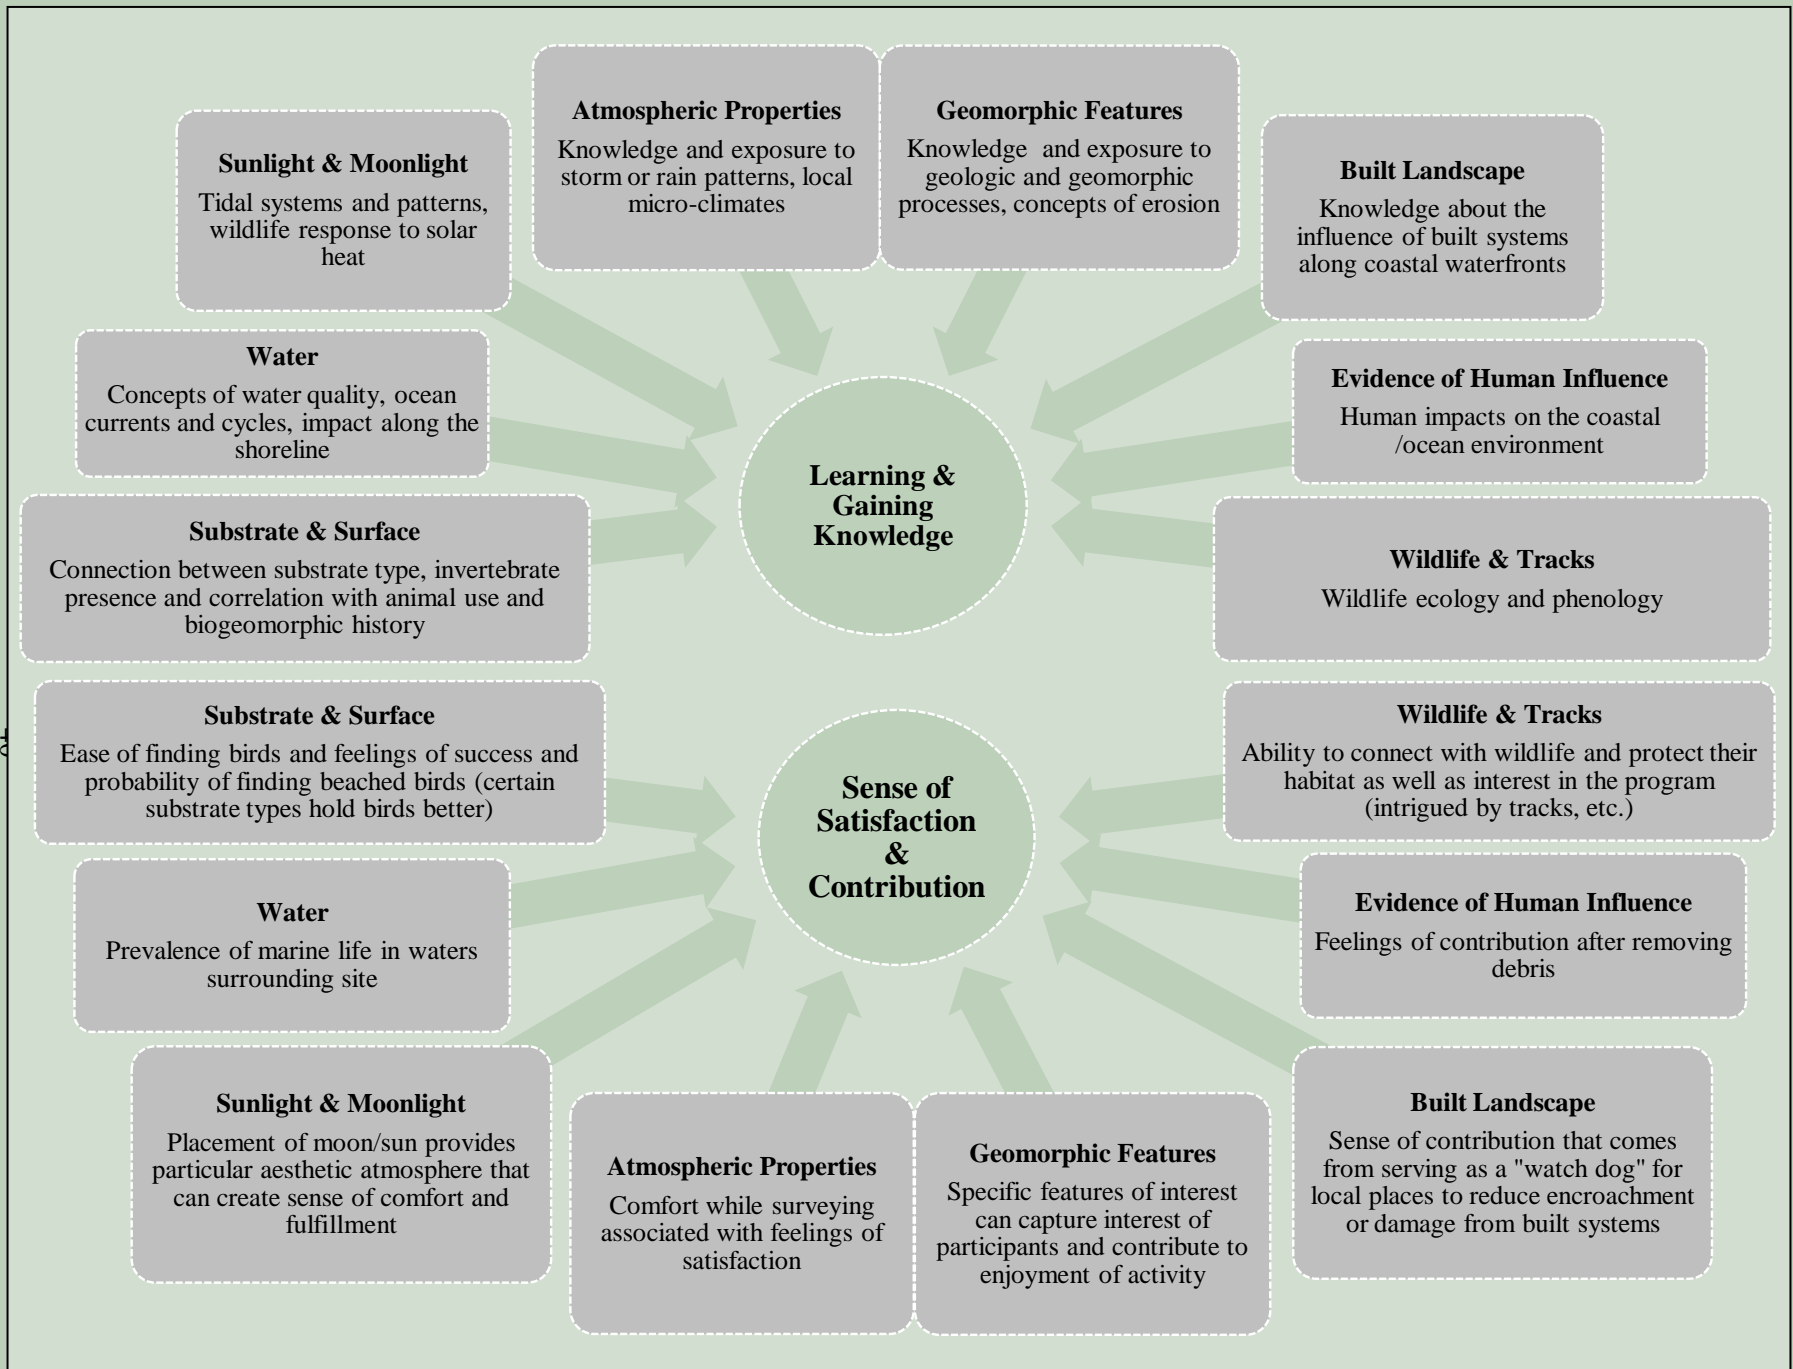 Atmospheric Properties
Knowledge and exposure to
storm or rain patterns, local
micro-climates
Geomorphic Features
Knowledge and exposure to
geologic and geomorphic
processes, concepts of erosion
Sunlight & Moonlight
Tidal systems and patterns,
wildlife response to solar
heat
Built Landscape
Knowledge about the
influence of built systems
along coastal waterfronts
Water
Concepts of water quality, ocean
currents and cycles, impact along the
shoreline
Evidence of Human Influence
Human impacts on the coastal
/ocean environment
Learning &
Gaining
Knowledge
Substrate & Surface
Connection between substrate type, invertebrate
presence and correlation with animal use and
biogeomorphic history
Wildlife & Tracks
Wildlife ecology and phenology
Substrate & Surface
Ease of finding birds and feelings of success and
probability of finding beached birds (certain
substrate types hold birds better)
Wildlife & Tracks
Ability to connect with wildlife and protect their
habitat as well as interest in the program
(intrigued by tracks, etc.)
Sense of
Satisfaction
&
Contribution
Water
Prevalence of marine life in waters
surrounding site
Evidence of Human Influence
Feelings of contribution after removing
debris
Sunlight & Moonlight
Placement of moon/sun provides
particular aesthetic atmosphere that
can create sense of comfort and
fulfillment
Atmospheric Properties
Comfort while surveying
associated with feelings of
satisfaction
Geomorphic Features
Specific features of interest
can capture interest of
participants and contribute to
enjoyment of activity
Built Landscape
Sense of contribution that comes
from serving as a "watch dog" for
local places to reduce encroachment
or damage from built systems